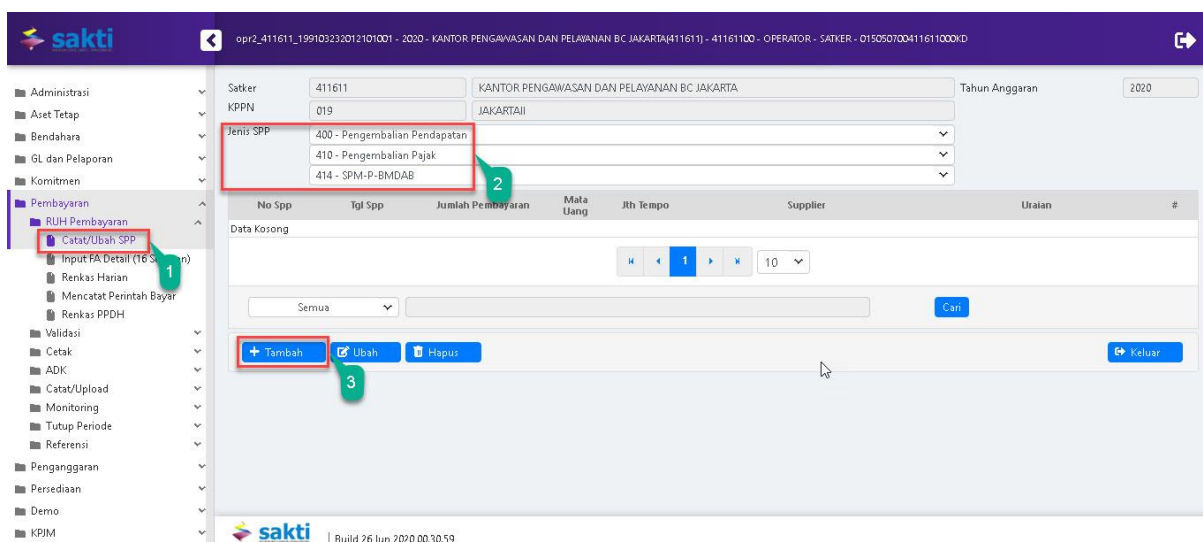 sakti
opr2_411611_199103232012101001 - 2020 - KANTOR PENGAWASAN DAN PELAYANAN BC JAKARTA(411611) - 41161100 - OPERATOR - SATKER - 015050700411611000KD
Administrasi
Aset Tetap
Bendahara
GL dan Pelaporan
Komitmen
Pembayaran
RUH Pembayaran
Catat/Ubah SPP
1
Input FA Detail (16 Se n)
Renkas Harian
Mencatat Perintah Bayar
Renkas PPDH
Validasi
Cetak
ADK
Catat/Upload
Monitoring
Tutup Periode
Referensi
Penganggaran
Persediaan
Demo
KPJM
Satker 411611 KANTOR PENGAWASAN DAN PELAYANAN BC JAKARTA Tahun Anggaran 2020
KPPN 019 JAKARTAII
Jenis SPP 400 - Pengembalian Pendapatan
410 - Pengembalian Pajak
414 - SPM-P-BMDAB
2
No Spp Tgl Spp Jumlah Pembayaran Mata Uang Jth Tempo Supplier Uraian #
Data Kosong
1 10
Semua Cari
+ Tambah Ubah Hapus Keluar
3
sakti | Build 26 Jun 2020 00.30.59